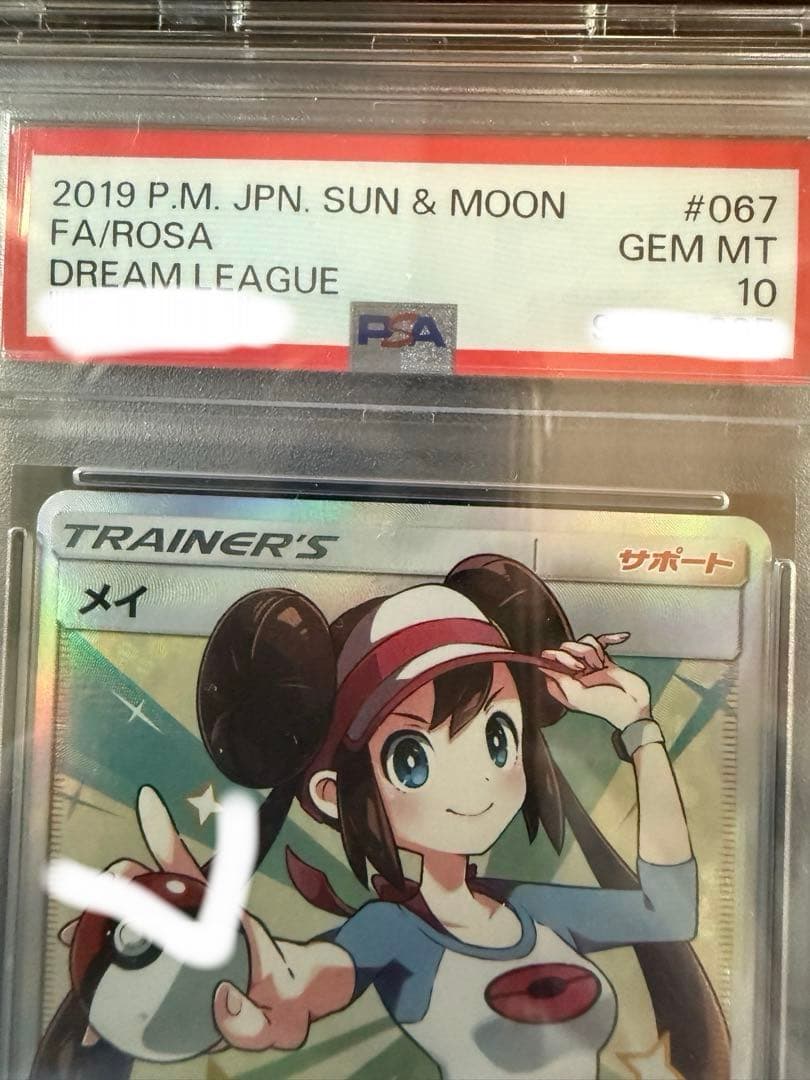 2019 P.M. JPN. SUN & MOON #067
FA/ROSA GEM MT
DREAM LEAGUE 10
PSA
TRAINER'S サポート
メイ